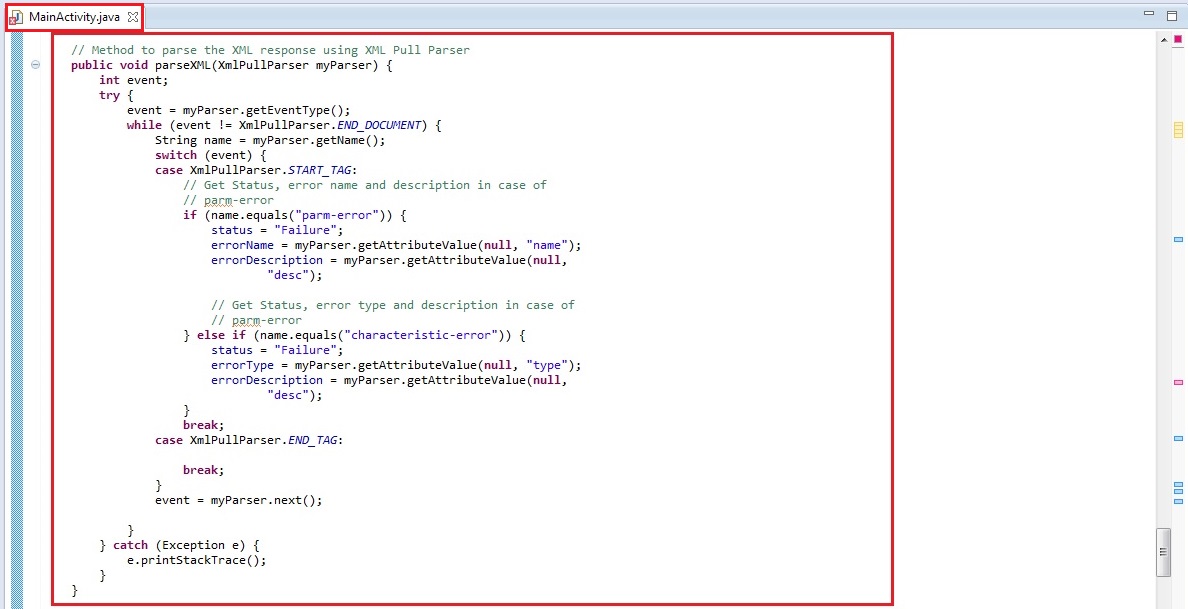 MainActivity.java
// Method to parse the XML response using XML Pull Parser
public void parseXML(XmlPullParser myParser) {
    int event;
    try {
        event = myParser.getEventType();
        while (event != XmlPullParser.END_DOCUMENT) {
            String name = myParser.getName();
            switch (event) {
            case XmlPullParser.START_TAG:
                // Get Status, error name and description in case of
                // parm-error
                if (name.equals("parm-error")) {
                    status = "Failure";
                    errorName = myParser.getAttributeValue(null, "name");
                    errorDescription = myParser.getAttributeValue(null,
                            "desc");

                    // Get Status, error type and description in case of
                    // parm-error
                } else if (name.equals("characteristic-error")) {
                    status = "Failure";
                    errorType = myParser.getAttributeValue(null, "type");
                    errorDescription = myParser.getAttributeValue(null,
                            "desc");
                }
                break;
            case XmlPullParser.END_TAG:

                break;
            }
            event = myParser.next();

        }
    } catch (Exception e) {
        e.printStackTrace();
    }
}